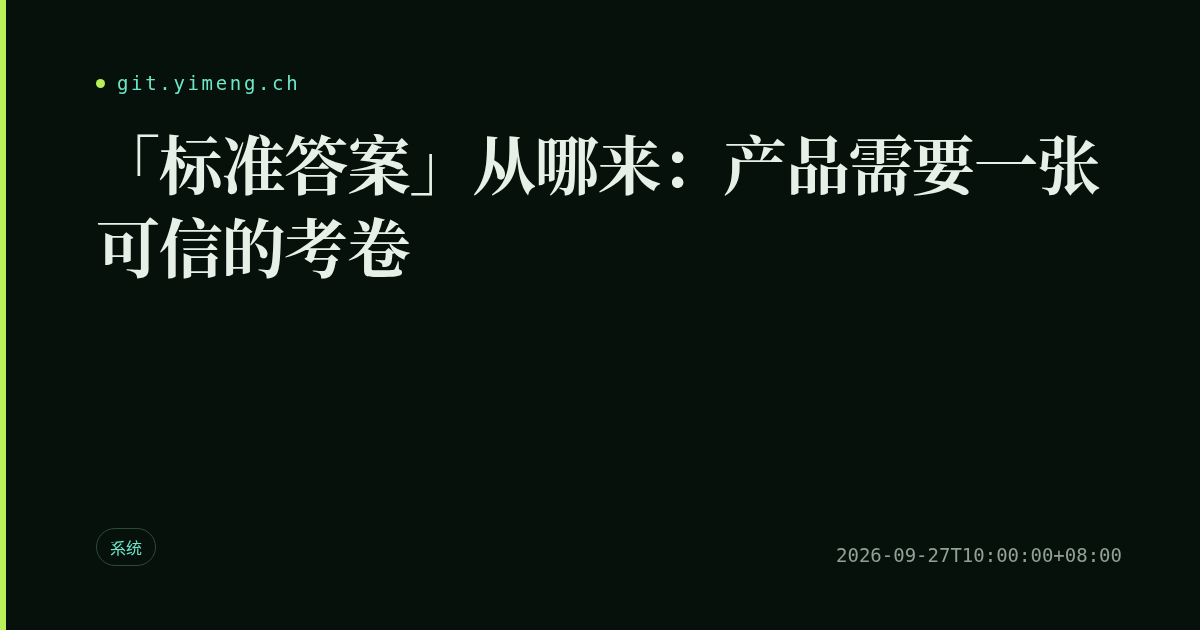 git.yimeng.ch
「标准答案」从哪来：产品需要一张
可信的考卷
系统
2026-09-27T10:00:00+08:00